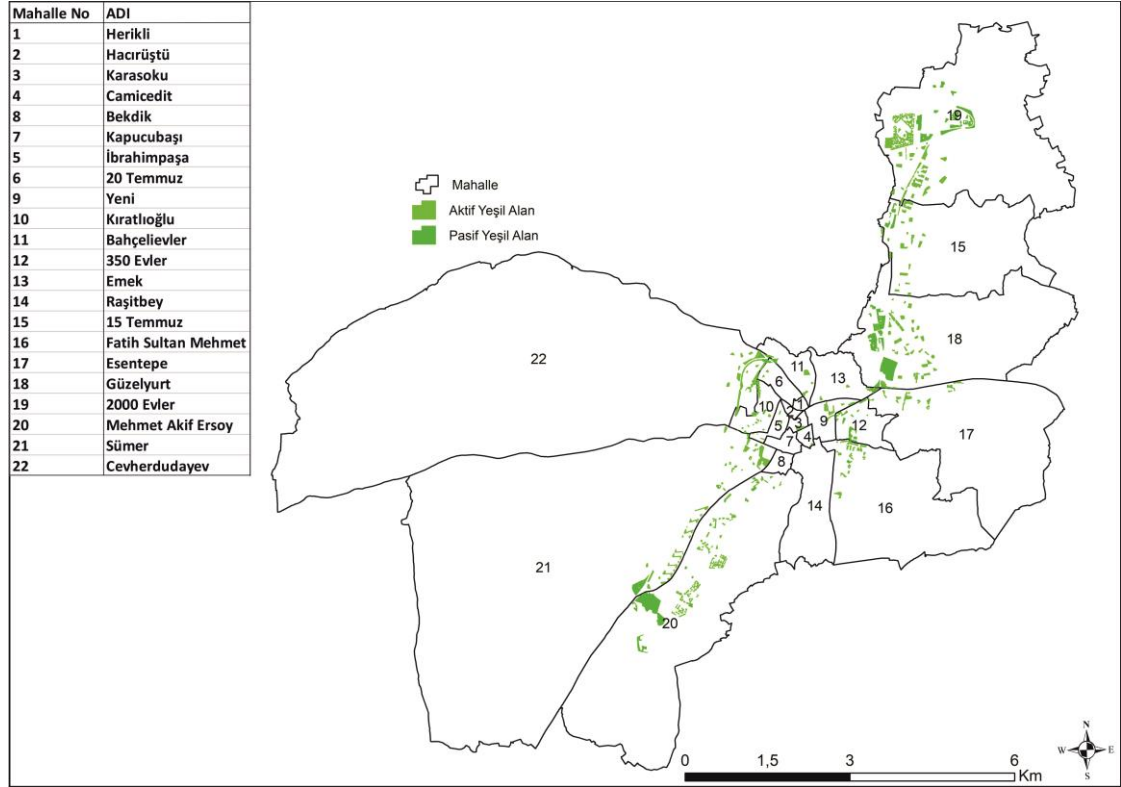 Mahalle No ADI
1 Herikli
2 Hacırüştü
3 Karasoku
4 Camicedit
8 Bekdik
7 Kapucubaşı
5 İbrahimpaşa
6 20 Temmuz
9 Yeni
10 Kıratlıoğlu
11 Bahçelievler
12 350 Evler
13 Emek
14 Raşitbey
15 15 Temmuz
16 Fatih Sultan Mehmet
17 Esentepe
18 Güzelyurt
19 2000 Evler
20 Mehmet Akif Ersoy
21 Sümer
22 Cevherdudayev
Mahalle
Aktif Yeşil Alan
Pasif Yeşil Alan
19
15
18
22
11
6
13
10
1
3
5
9
12
4
7
17
8
14
16
21
20
N
W E
S
0 1,5 3 6
Km